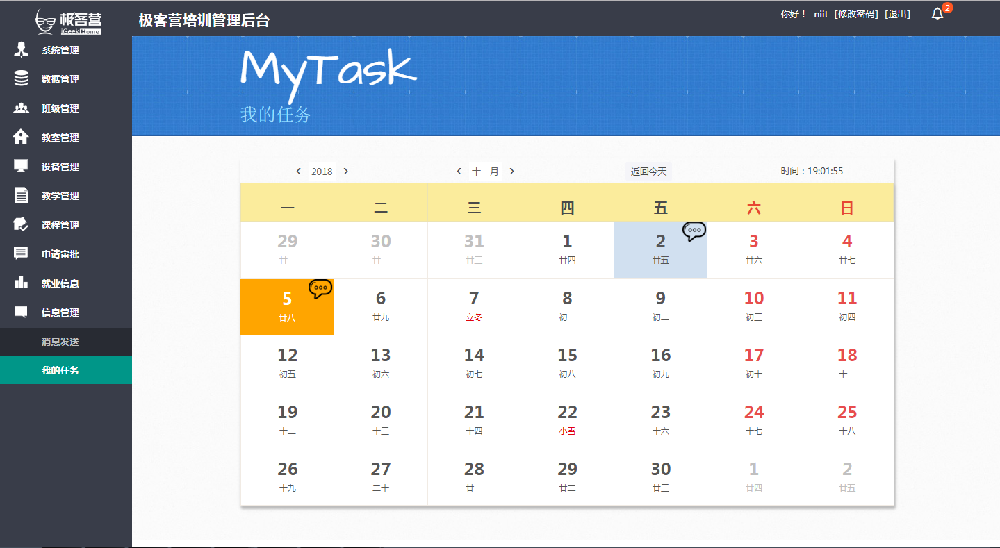 极客营
iGeekHome
极客营培训管理后台
你好！ niit [修改密码] [退出] 2
系统管理
数据管理
班级管理
教室管理
设备管理
教学管理
课程管理
申请审批
就业信息
信息管理
消息发送
我的任务
MyTask
我的任务
2018 十一月 返回今天 时间：19:01:55
一 二 三 四 五 六 日
29 30 31 1 2 3 4
廿一 廿二 廿三 廿四 廿五 廿六 廿七
5 6 7 8 9 10 11
廿八 廿九 立冬 初一 初二 初三 初四
12 13 14 15 16 17 18
初五 初六 初七 初八 初九 初十 十一
19 20 21 22 23 24 25
十二 十三 十四 小雪 十六 十七 十八
26 27 28 29 30 1 2
十九 二十 廿一 廿二 廿三 廿四 廿五